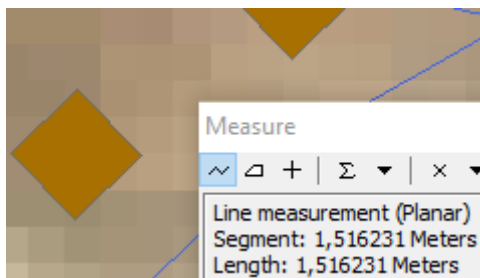 Measure
Σ
Line measurement (Planar)
Segment: 1,516231 Meters
Length: 1,516231 Meters